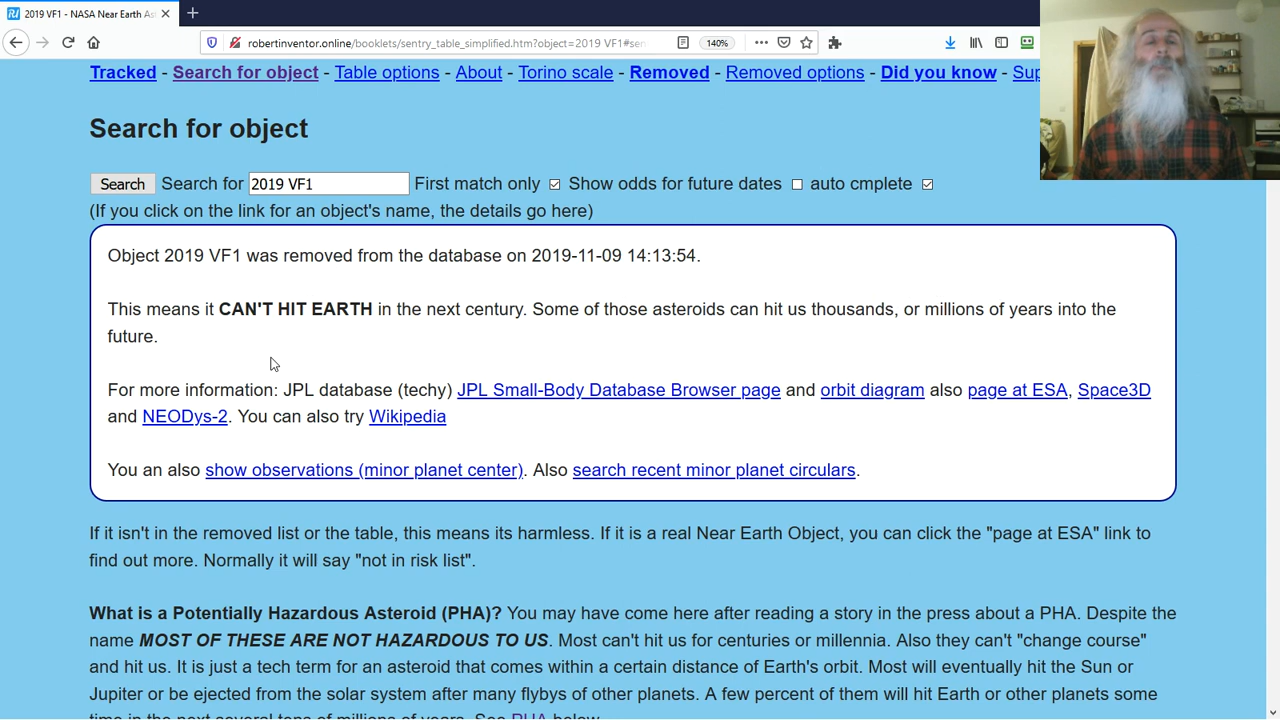 2019 VF1 - NASA Near Earth As
robertinventor.online/booklets/sentry_table_simplified.htm?object=2019 VF1#sen
140%
Tracked - Search for object - Table options - About - Torino scale - Removed - Removed options - Did you know - Sup
Search for object
Search Search for 2019 VF1 First match only Show odds for future dates auto cmplete
(If you click on the link for an object's name, the details go here)
Object 2019 VF1 was removed from the database on 2019-11-09 14:13:54.
This means it CAN'T HIT EARTH in the next century. Some of those asteroids can hit us thousands, or millions of years into the
future.
For more information: JPL database (techy) JPL Small-Body Database Browser page and orbit diagram also page at ESA, Space3D
and NEODys-2. You can also try Wikipedia
You an also show observations (minor planet center). Also search recent minor planet circulars.
If it isn't in the removed list or the table, this means its harmless. If it is a real Near Earth Object, you can click the "page at ESA" link to
find out more. Normally it will say "not in risk list".
What is a Potentially Hazardous Asteroid (PHA)? You may have come here after reading a story in the press about a PHA. Despite the
name MOST OF THESE ARE NOT HAZARDOUS TO US. Most can't hit us for centuries or millennia. Also they can't "change course"
and hit us. It is just a tech term for an asteroid that comes within a certain distance of Earth's orbit. Most will eventually hit the Sun or
Jupiter or be ejected from the solar system after many flybys of other planets. A few percent of them will hit Earth or other planets some
time in the next several tens of millions of years. See PHA below